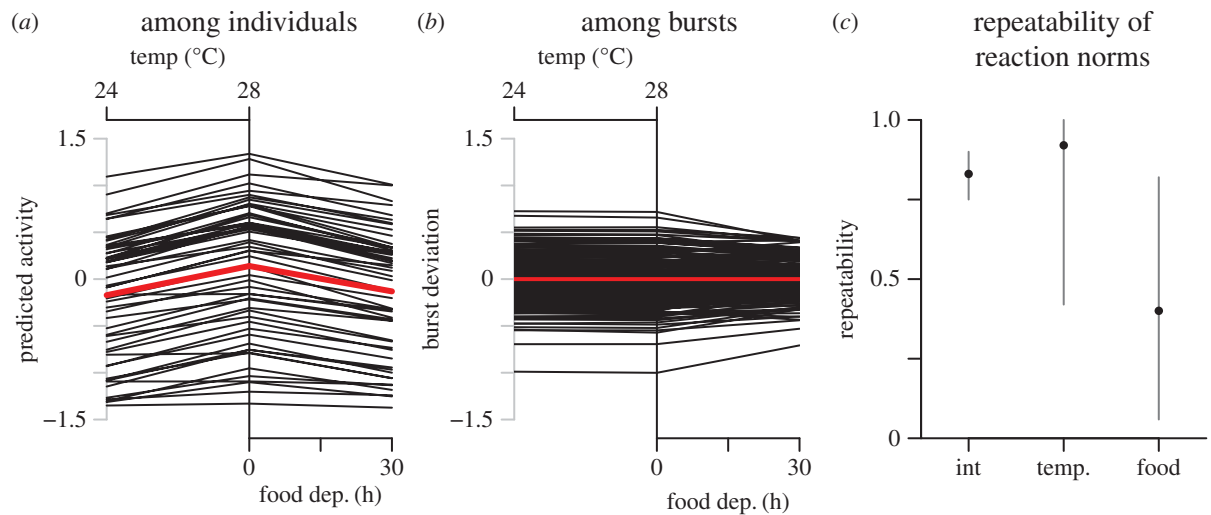 (a)
among individuals
temp (°C)
24
28
1.5
0
−1.5
predicted activity
0
30
food dep. (h)
(b)
among bursts
temp (°C)
24
28
1.5
0
−1.5
burst deviation
0
30
food dep. (h)
(c)
repeatability of
reaction norms
1.0
0.5
0
repeatability
int
temp.
food